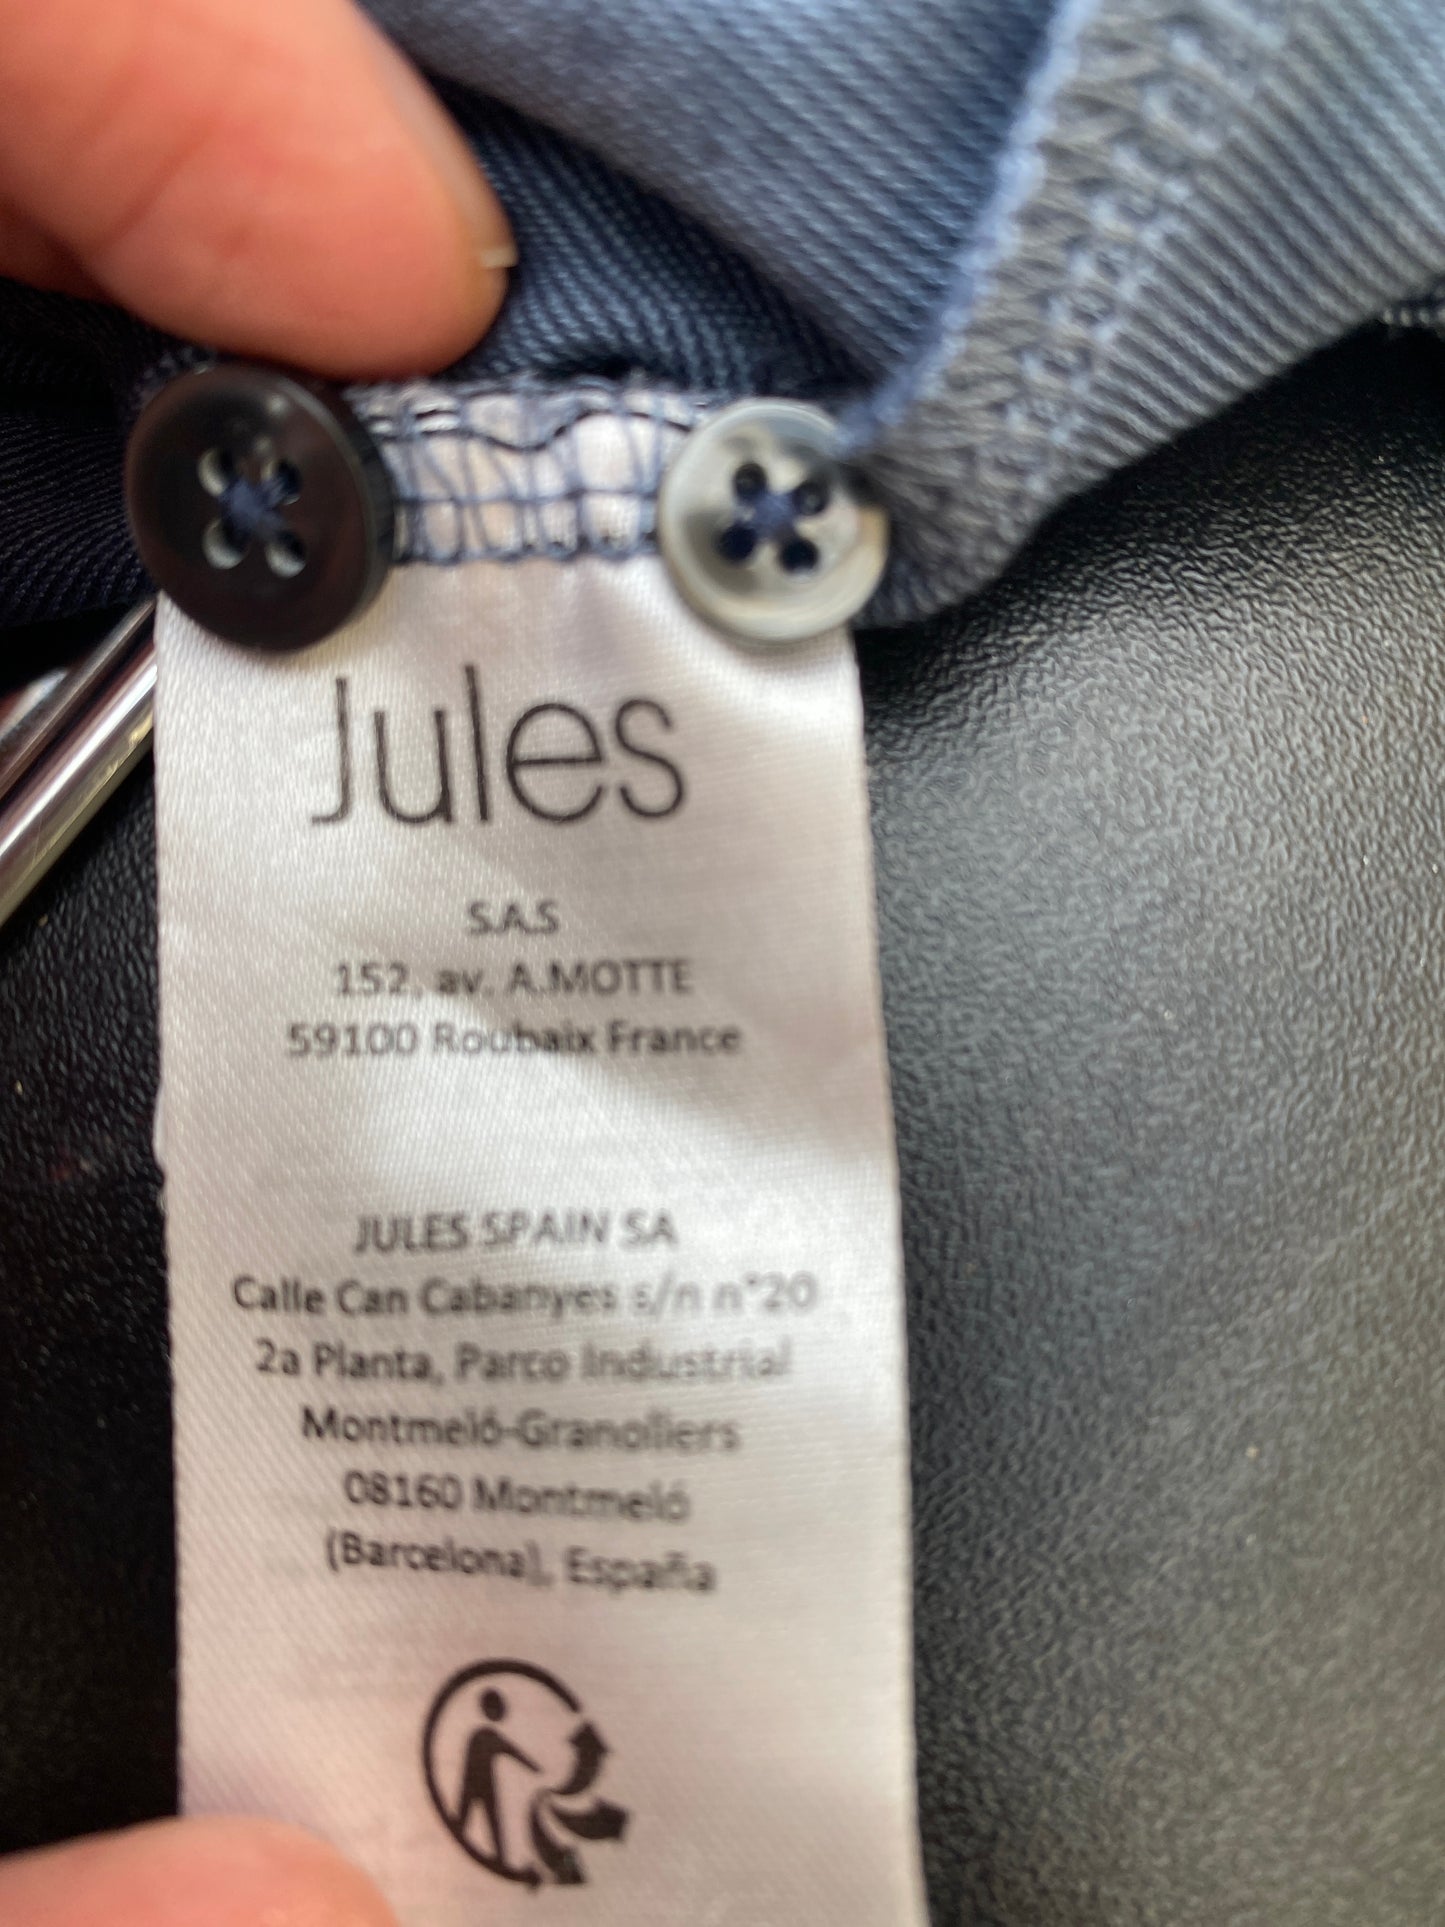 Jules
S.A.S
152, av. A.MOTTE
59100 Roubaix France
JULES SPAIN SA
Calle Can Cabanyes s/n n°20
2a Planta, Parco Industrial
Montmeló-Granolliers
08160 Montmeló
(Barcelona), España